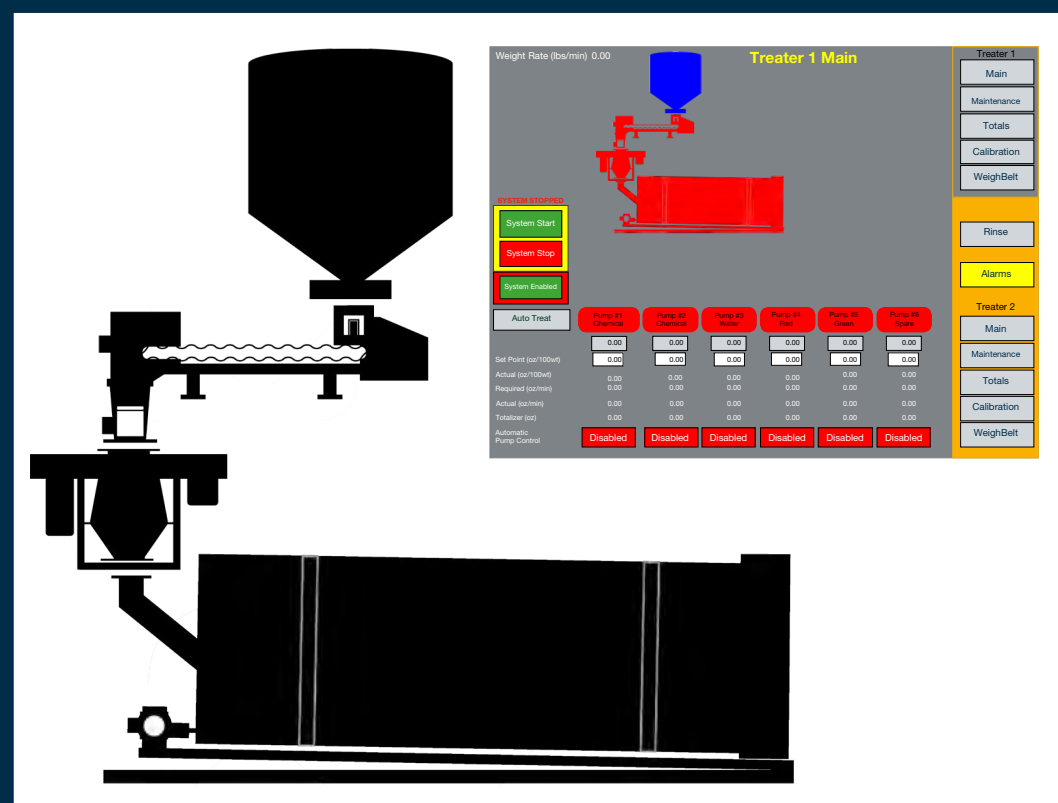 Weight Rate (lbs/min) 0.00
Treater 1 Main
SYSTEM STOPPED
System Start
System Stop
System Enabled
Auto Treat
Pump #1 Chemical
Pump #2 Chemical
Pump #3 Water
Pump #4 Red
Pump #5 Green
Pump #6 Spare
0.00 0.00 0.00 0.00 0.00 0.00
Set Point (oz/100wt) 0.00 0.00 0.00 0.00 0.00 0.00
Actual (oz/100wt) 0.00 0.00 0.00 0.00 0.00 0.00
Required (oz/min) 0.00 0.00 0.00 0.00 0.00 0.00
Actual (oz/min) 0.00 0.00 0.00 0.00 0.00 0.00
Totalizer (oz) 0.00 0.00 0.00 0.00 0.00 0.00
Automatic
Pump Control Disabled Disabled Disabled Disabled Disabled Disabled
Treater 1
Main
Maintenance
Totals
Calibration
WeighBelt
Rinse
Alarms
Treater 2
Main
Maintenance
Totals
Calibration
WeighBelt